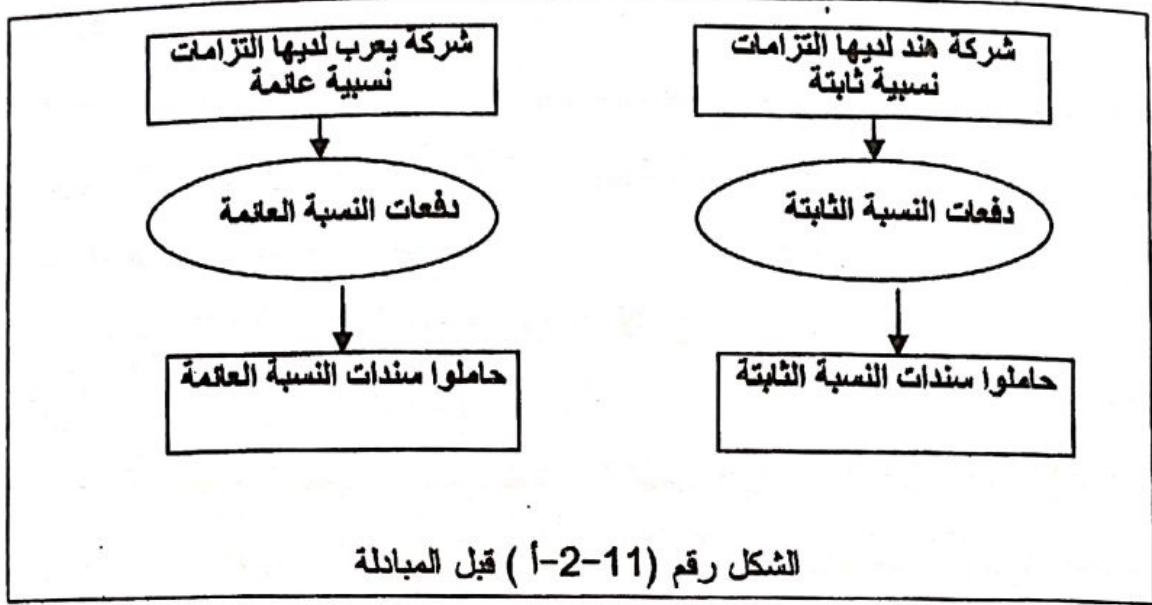 شركة هند لديها التزامات
نسبية ثابتة
شركة يعرب لديها التزامات
نسبية عائمة
دفعات النسبة الثابتة
دفعات النسبة العائمة
حاملوا سندات النسبة الثابتة
حاملوا سندات النسبة العائمة
الشكل رقم (11-2-أ ) قبل المبادلة